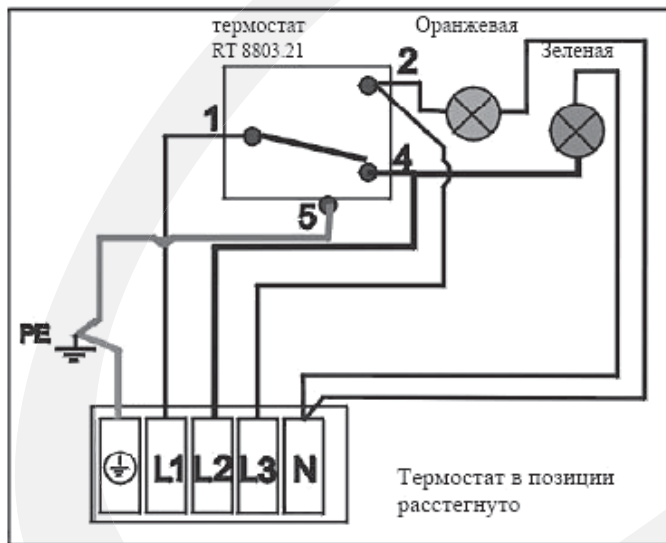 термостат
RT 8803.21
Оранжевая
Зеленая
2
1
4
5
PE
L1 L2 L3 N
Термостат в позиции
расстегнуто